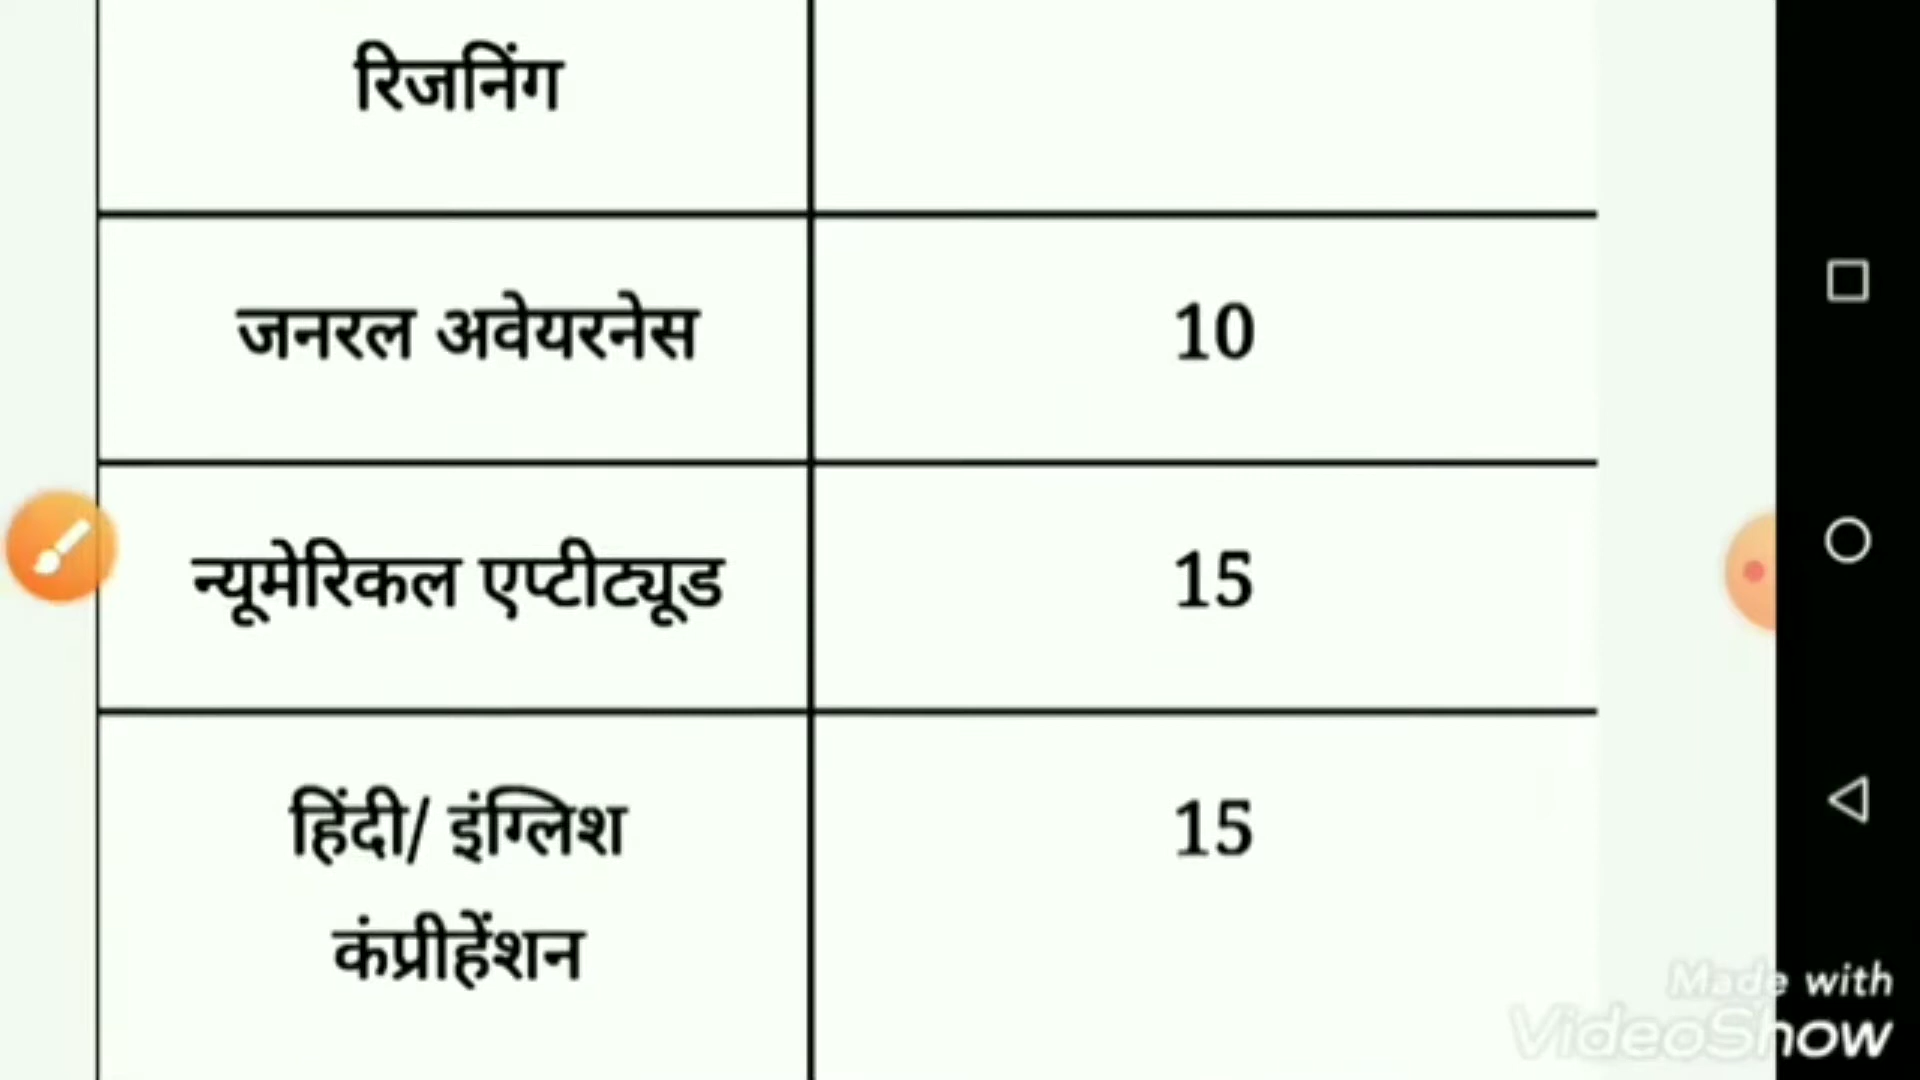 रिजनिंग
जनरल अवेयरनेस 10
न्यूमेरिकल एप्टीट्यूड 15
हिंदी/ इंग्लिश 15
कंप्रीहेंशन
Made with
VideoShow